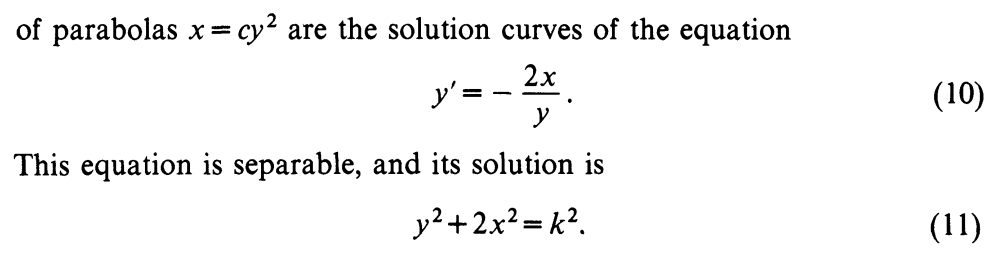 of parabolas x = cy² are the solution curves of the equation
y′ = − 2x/y . (10)
This equation is separable, and its solution is
y² + 2x² = k². (11)